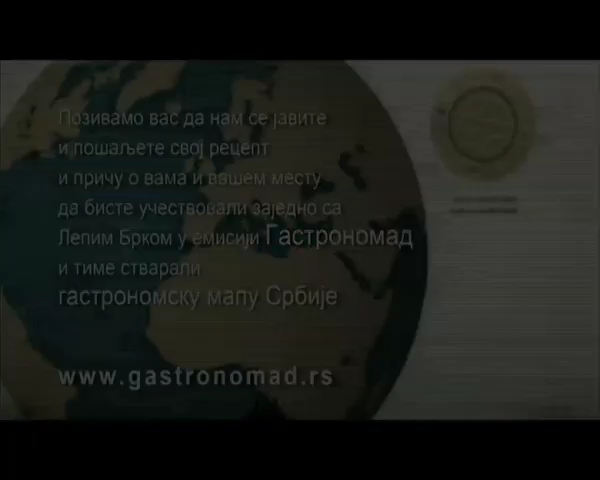 Позивамо вас да нам се јавите
и пошаљете свој рецепт
и причу о вама и вашем месту
да бисте учествовали заједно са
Лепим Брком у емисији Гастрономад
и тиме стварали
гастрономску мапу Србије
www.gastronomad.rs